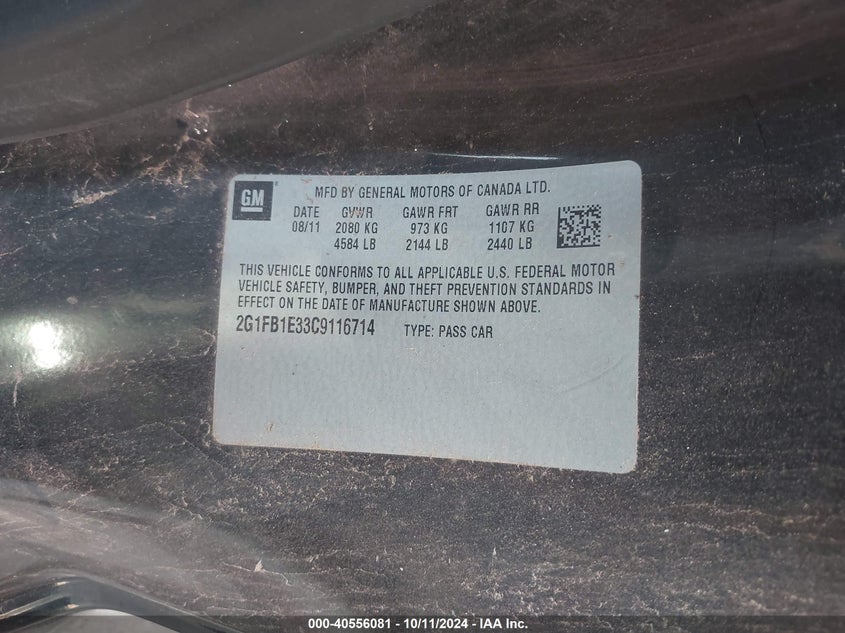 GM
MFD BY GENERAL MOTORS OF CANADA LTD.
DATE GVWR GAWR FRT GAWR RR
08/11 2080 KG 973 KG 1107 KG
4584 LB 2144 LB 2440 LB
THIS VEHICLE CONFORMS TO ALL APPLICABLE U.S. FEDERAL MOTOR
VEHICLE SAFETY, BUMPER, AND THEFT PREVENTION STANDARDS IN
EFFECT ON THE DATE OF MANUFACTURE SHOWN ABOVE.
2G1FB1E33C9116714 TYPE: PASS CAR
000-40556081 - 10/11/2024 - IAA Inc.